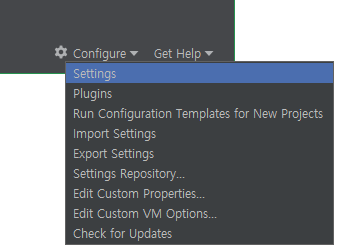 Configure Get Help
Settings
Plugins
Run Configuration Templates for New Projects
Import Settings
Export Settings
Settings Repository...
Edit Custom Properties...
Edit Custom VM Options...
Check for Updates